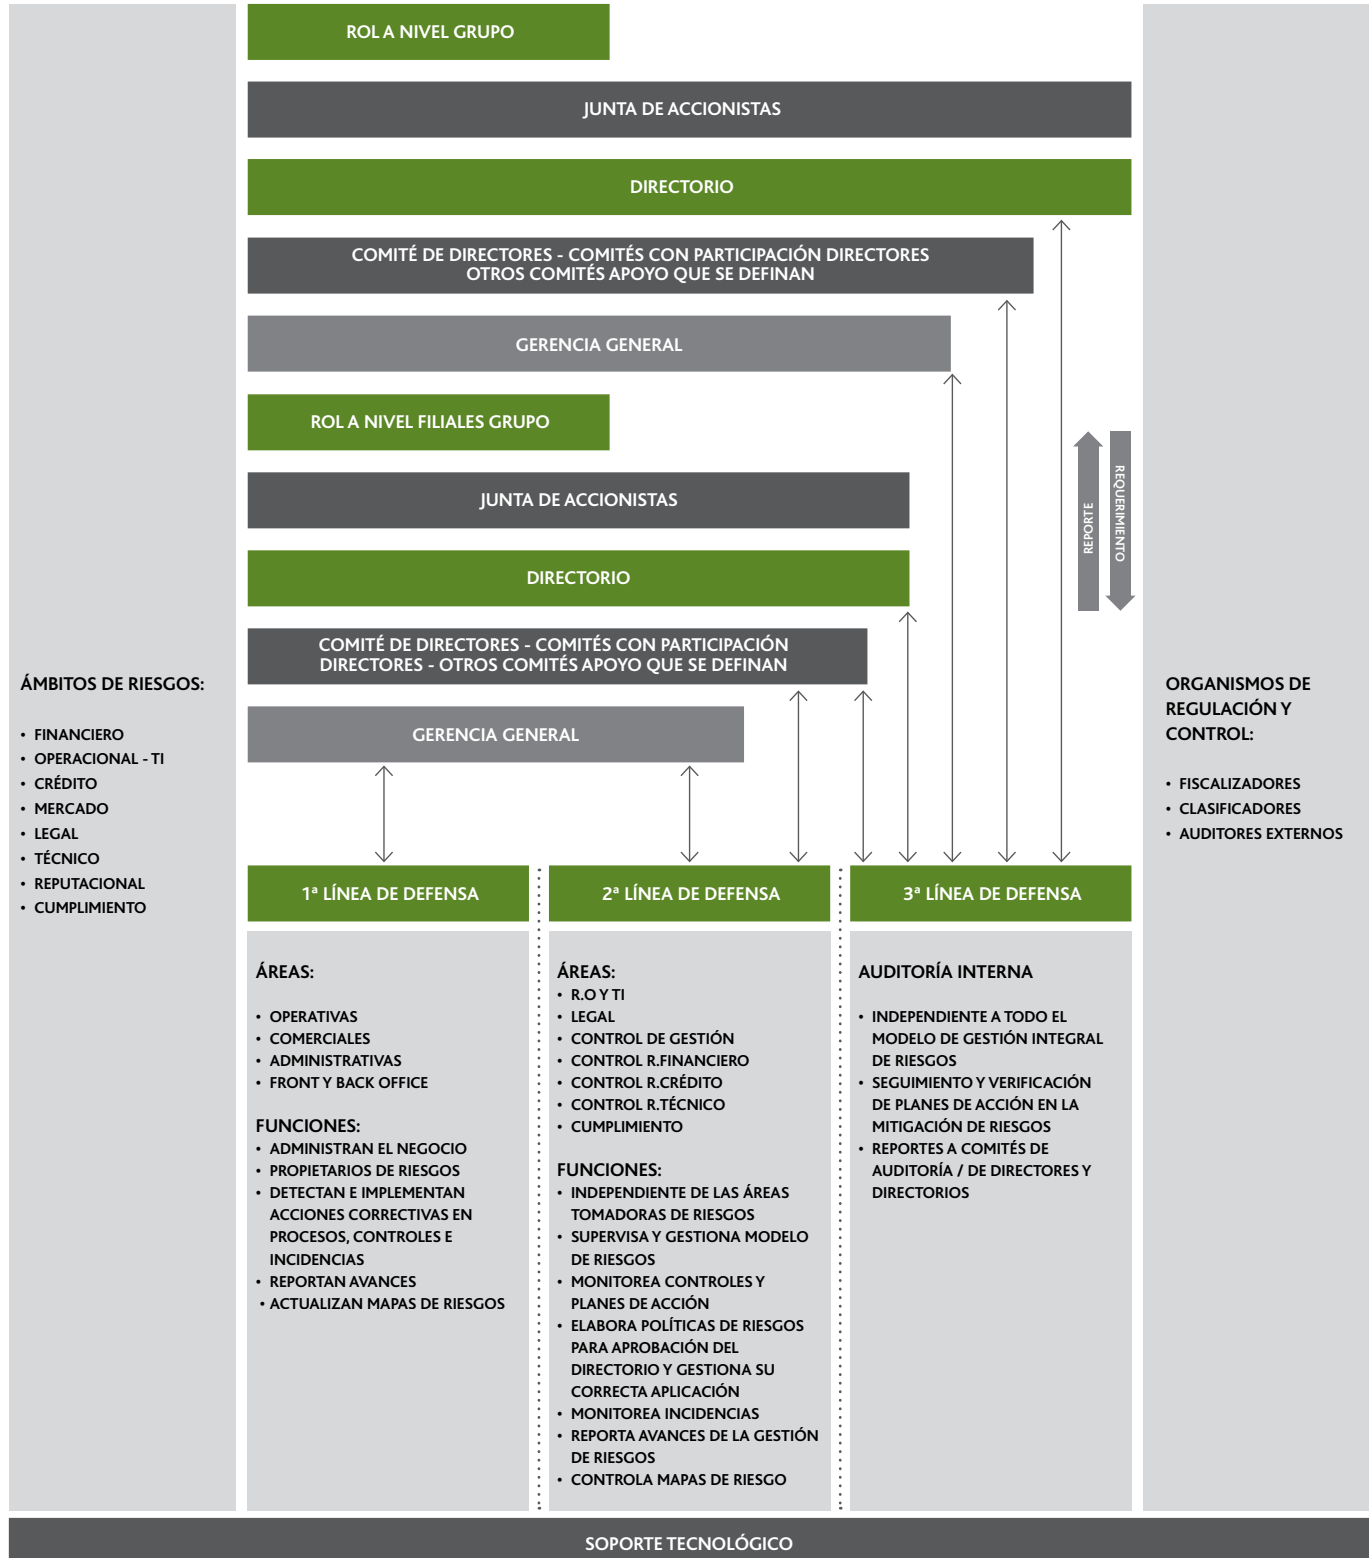 ROL A NIVEL GRUPO
JUNTA DE ACCIONISTAS
DIRECTORIO
COMITÉ DE DIRECTORES - COMITÉS CON PARTICIPACIÓN DIRECTORES
OTROS COMITÉS APOYO QUE SE DEFINAN
GERENCIA GENERAL
ROL A NIVEL FILIALES GRUPO
JUNTA DE ACCIONISTAS
DIRECTORIO
COMITÉ DE DIRECTORES - COMITÉS CON PARTICIPACIÓN
DIRECTORES - OTROS COMITÉS APOYO QUE SE DEFINAN
GERENCIA GENERAL
REPORTE
REQUERIMIENTO
ÁMBITOS DE RIESGOS:
• FINANCIERO
• OPERACIONAL - TI
• CRÉDITO
• MERCADO
• LEGAL
• TÉCNICO
• REPUTACIONAL
• CUMPLIMIENTO
ORGANISMOS DE
REGULACIÓN Y
CONTROL:
• FISCALIZADORES
• CLASIFICADORES
• AUDITORES EXTERNOS
1ª LÍNEA DE DEFENSA
ÁREAS:
• OPERATIVAS
• COMERCIALES
• ADMINISTRATIVAS
• FRONT Y BACK OFFICE
FUNCIONES:
• ADMINISTRAN EL NEGOCIO
• PROPIETARIOS DE RIESGOS
• DETECTAN E IMPLEMENTAN
ACCIONES CORRECTIVAS EN
PROCESOS, CONTROLES E
INCIDENCIAS
• REPORTAN AVANCES
• ACTUALIZAN MAPAS DE RIESGOS
2ª LÍNEA DE DEFENSA
ÁREAS:
• R.O Y TI
• LEGAL
• CONTROL DE GESTIÓN
• CONTROL R.FINANCIERO
• CONTROL R.CRÉDITO
• CONTROL R.TÉCNICO
• CUMPLIMIENTO
FUNCIONES:
• INDEPENDIENTE DE LAS ÁREAS
TOMADORAS DE RIESGOS
• SUPERVISA Y GESTIONA MODELO
DE RIESGOS
• MONITOREA CONTROLES Y
PLANES DE ACCIÓN
• ELABORA POLÍTICAS DE RIESGOS
PARA APROBACIÓN DEL
DIRECTORIO Y GESTIONA SU
CORRECTA APLICACIÓN
• MONITOREA INCIDENCIAS
• REPORTA AVANCES DE LA GESTIÓN
DE RIESGOS
• CONTROLA MAPAS DE RIESGO
3ª LÍNEA DE DEFENSA
AUDITORÍA INTERNA
• INDEPENDIENTE A TODO EL
MODELO DE GESTIÓN INTEGRAL
DE RIESGOS
• SEGUIMIENTO Y VERIFICACIÓN
DE PLANES DE ACCIÓN EN LA
MITIGACIÓN DE RIESGOS
• REPORTES A COMITÉS DE
AUDITORÍA / DE DIRECTORES Y
DIRECTORIOS
SOPORTE TECNOLÓGICO